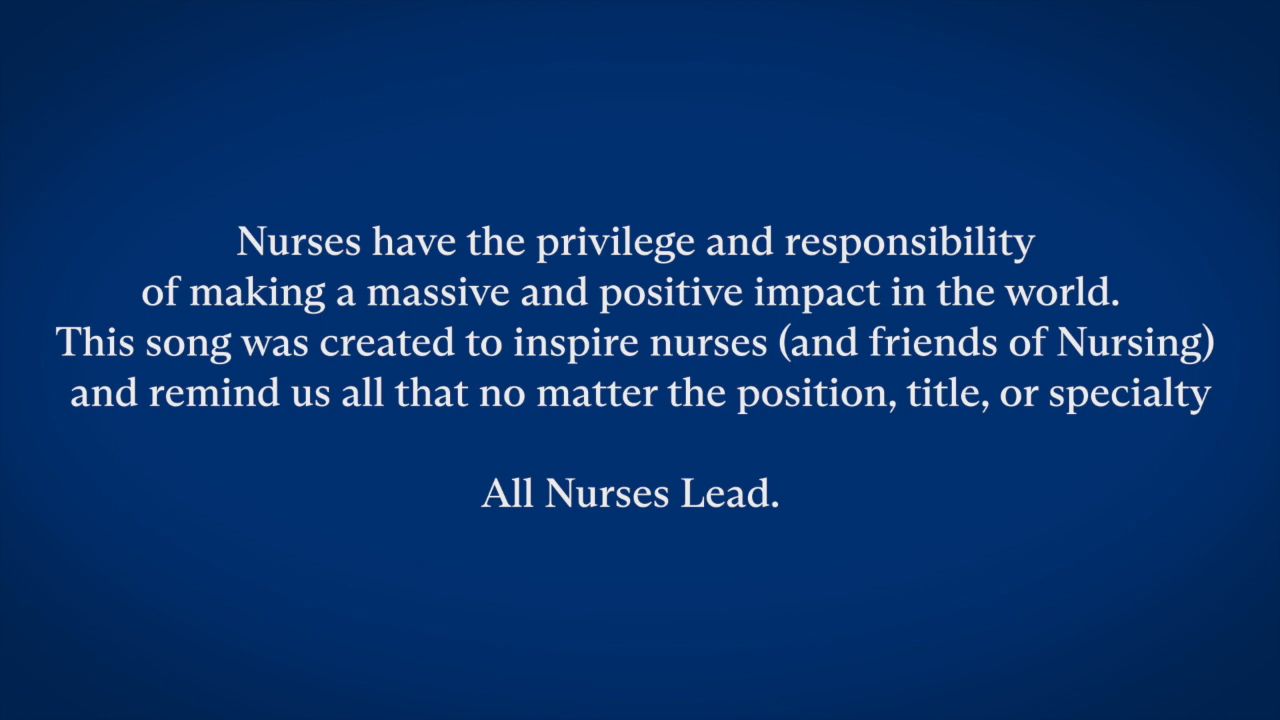 Nurses have the privilege and responsibility
of making a massive and positive impact in the world.
This song was created to inspire nurses (and friends of Nursing)
and remind us all that no matter the position, title, or specialty
All Nurses Lead.